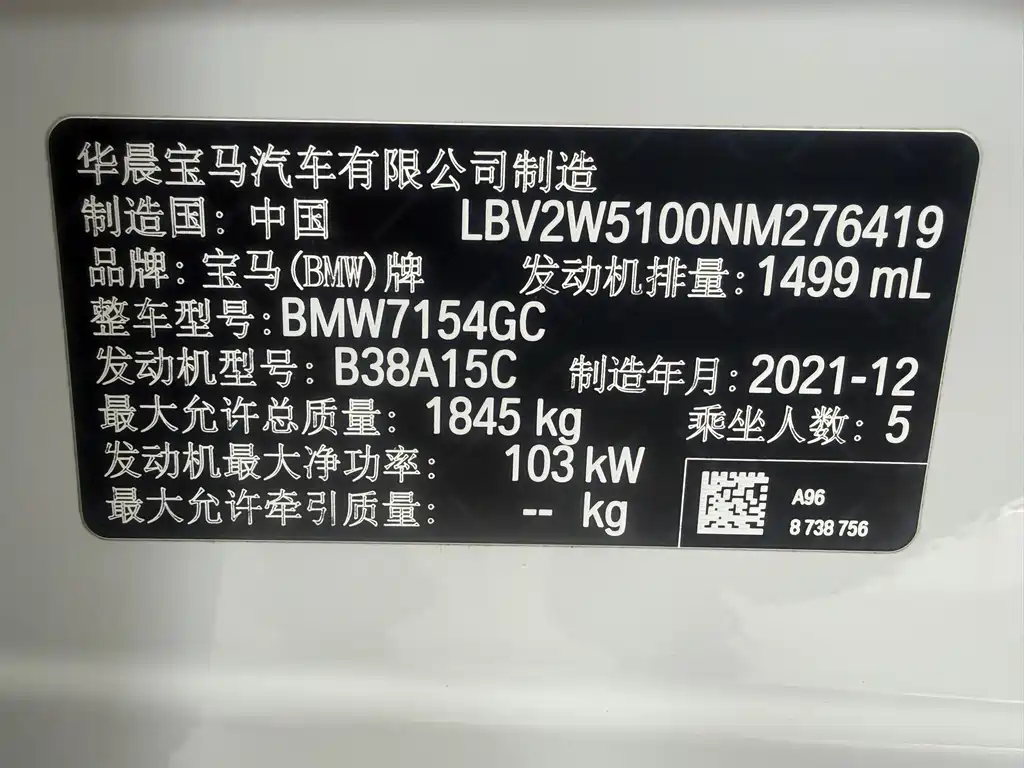 华晨宝马汽车有限公司制造
制造国：中国 LBV2W5100NM276419
品牌：宝马(BMW)牌 发动机排量：1499 mL
整车型号：BMW7154GC
发动机型号：B38A15C 制造年月：2021-12
最大允许总质量：1845 kg 乘坐人数：5
发动机最大净功率：103 kW
最大允许牵引质量：-- kg
A96
8 738 756